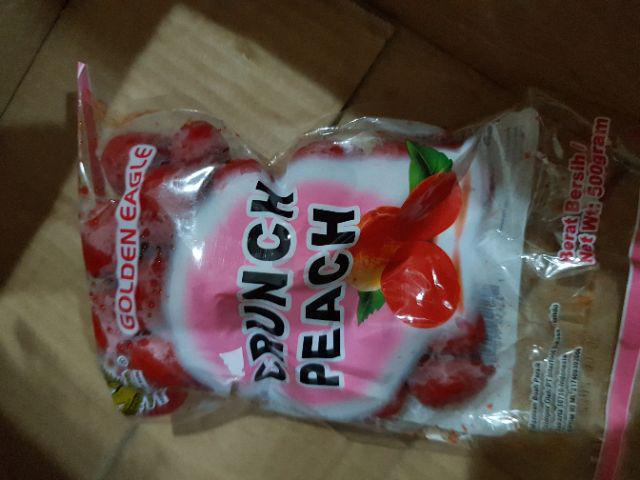 GOLDEN EAGLE
CRUNCH
PEACH
Berat Bersih /
Net Wt : 500gram